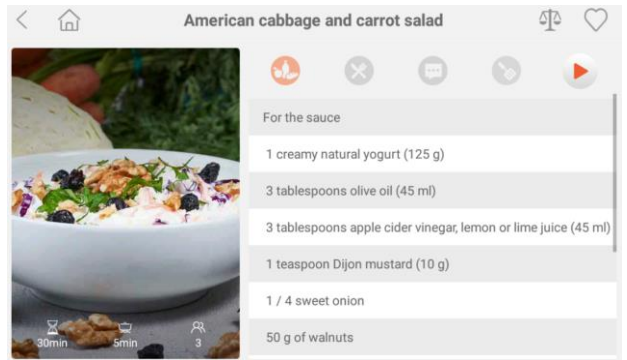 American cabbage and carrot salad
30min
5min
3
For the sauce
1 creamy natural yogurt (125 g)
3 tablespoons olive oil (45 ml)
3 tablespoons apple cider vinegar, lemon or lime juice (45 ml)
1 teaspoon Dijon mustard (10 g)
1 / 4 sweet onion
50 g of walnuts